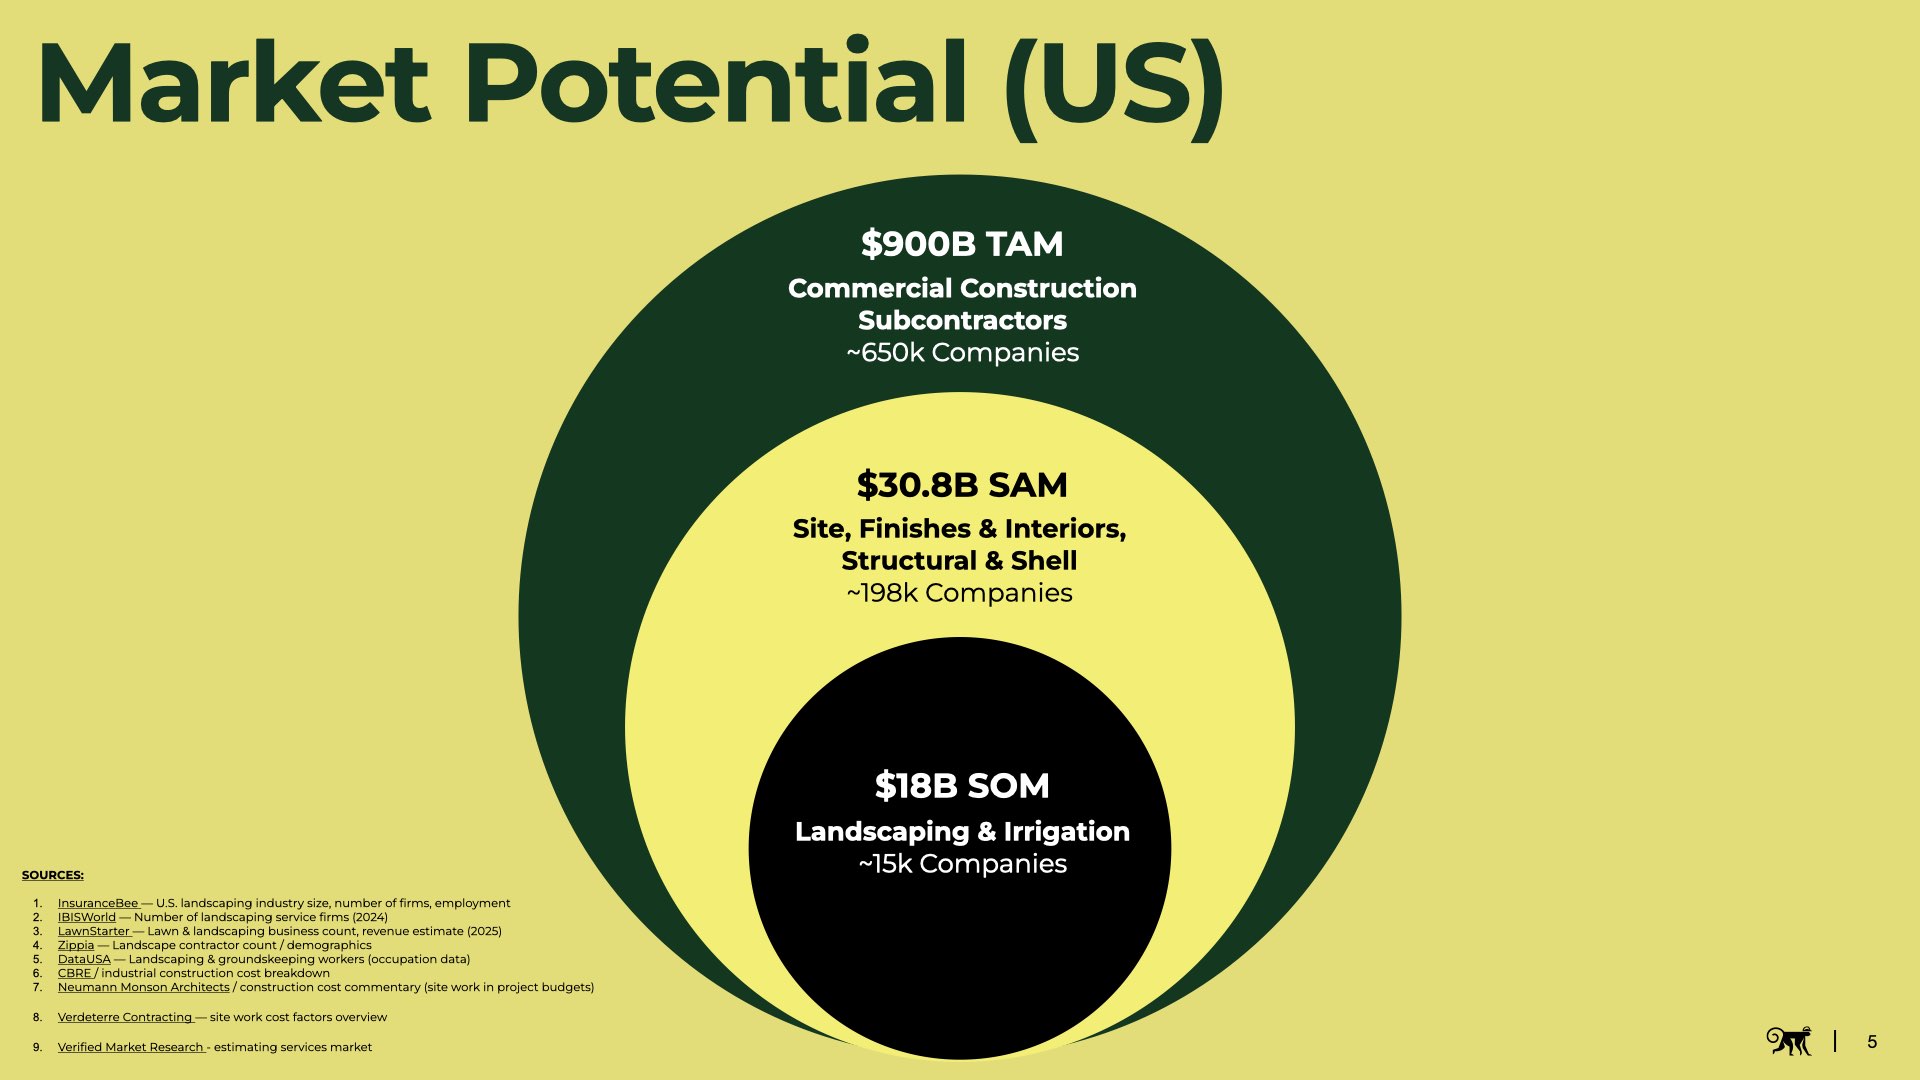 Market Potential (US)
$900B TAM
Commercial Construction
Subcontractors
~650k Companies
$30.8B SAM
Site, Finishes & Interiors,
Structural & Shell
~198k Companies
$18B SOM
Landscaping & Irrigation
~15k Companies
SOURCES:
1. InsuranceBee — U.S. landscaping industry size, number of firms, employment
2. IBISWorld — Number of landscaping service firms (2024)
3. LawnStarter — Lawn & landscaping business count, revenue estimate (2025)
4. Zippia — Landscape contractor count / demographics
5. DataUSA — Landscaping & groundskeeping workers (occupation data)
6. CBRE / industrial construction cost breakdown
7. Neumann Monson Architects / construction cost commentary (site work in project budgets)
8. Verdeterre Contracting — site work cost factors overview
9. Verified Market Research - estimating services market
| 5